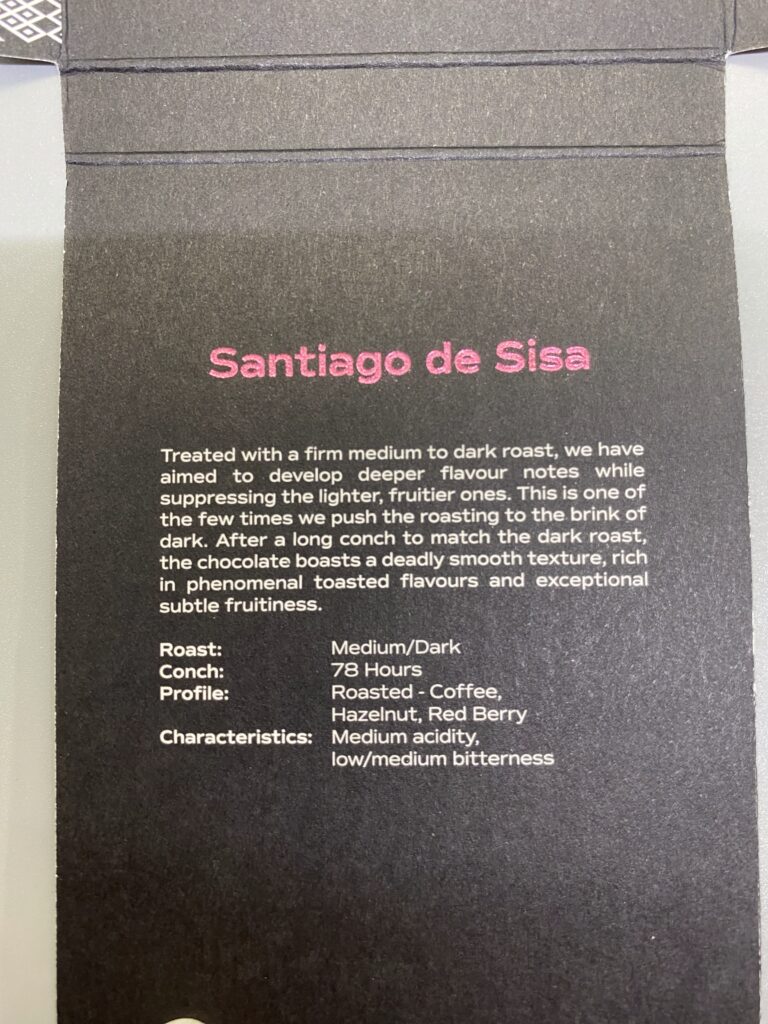 Santiago de Sisa
Treated with a firm medium to dark roast, we have
aimed to develop deeper flavour notes while
suppressing the lighter, fruitier ones. This is one of
the few times we push the roasting to the brink of
dark. After a long conch to match the dark roast,
the chocolate boasts a deadly smooth texture, rich
in phenomenal toasted flavours and exceptional
subtle fruitiness.
Roast: Medium/Dark
Conch: 78 Hours
Profile: Roasted - Coffee,
Hazelnut, Red Berry
Characteristics: Medium acidity,
low/medium bitterness